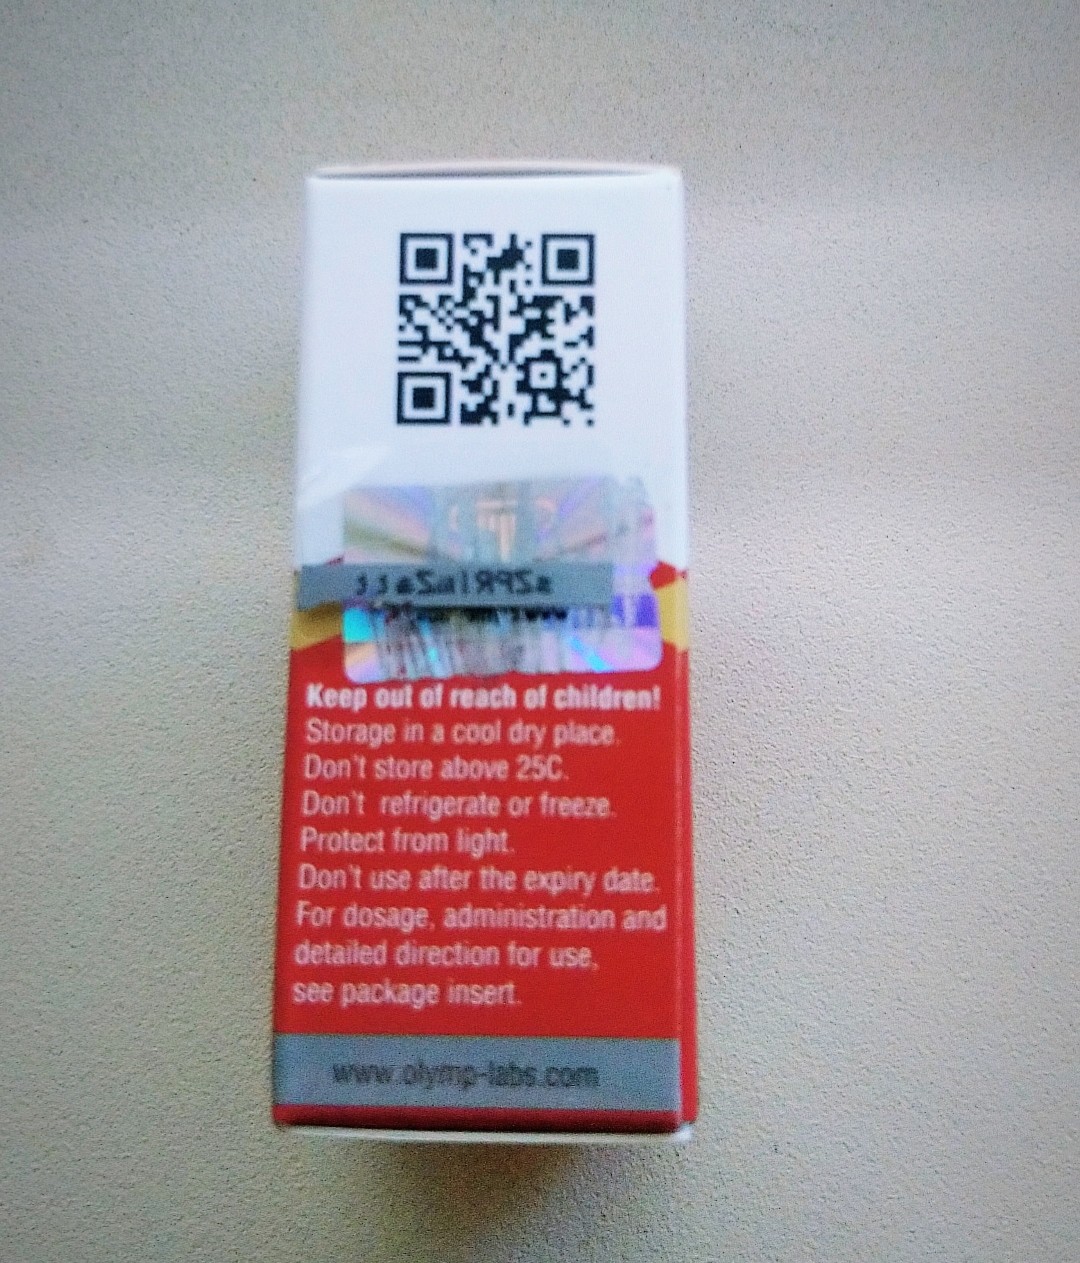 Keep out of reach of children!
Storage in a cool dry place.
Don't store above 25C.
Don't refrigerate or freeze.
Protect from light.
Don't use after the expiry date.
For dosage, administration and
detailed direction for use,
see package insert.
www.olymp-labs.com